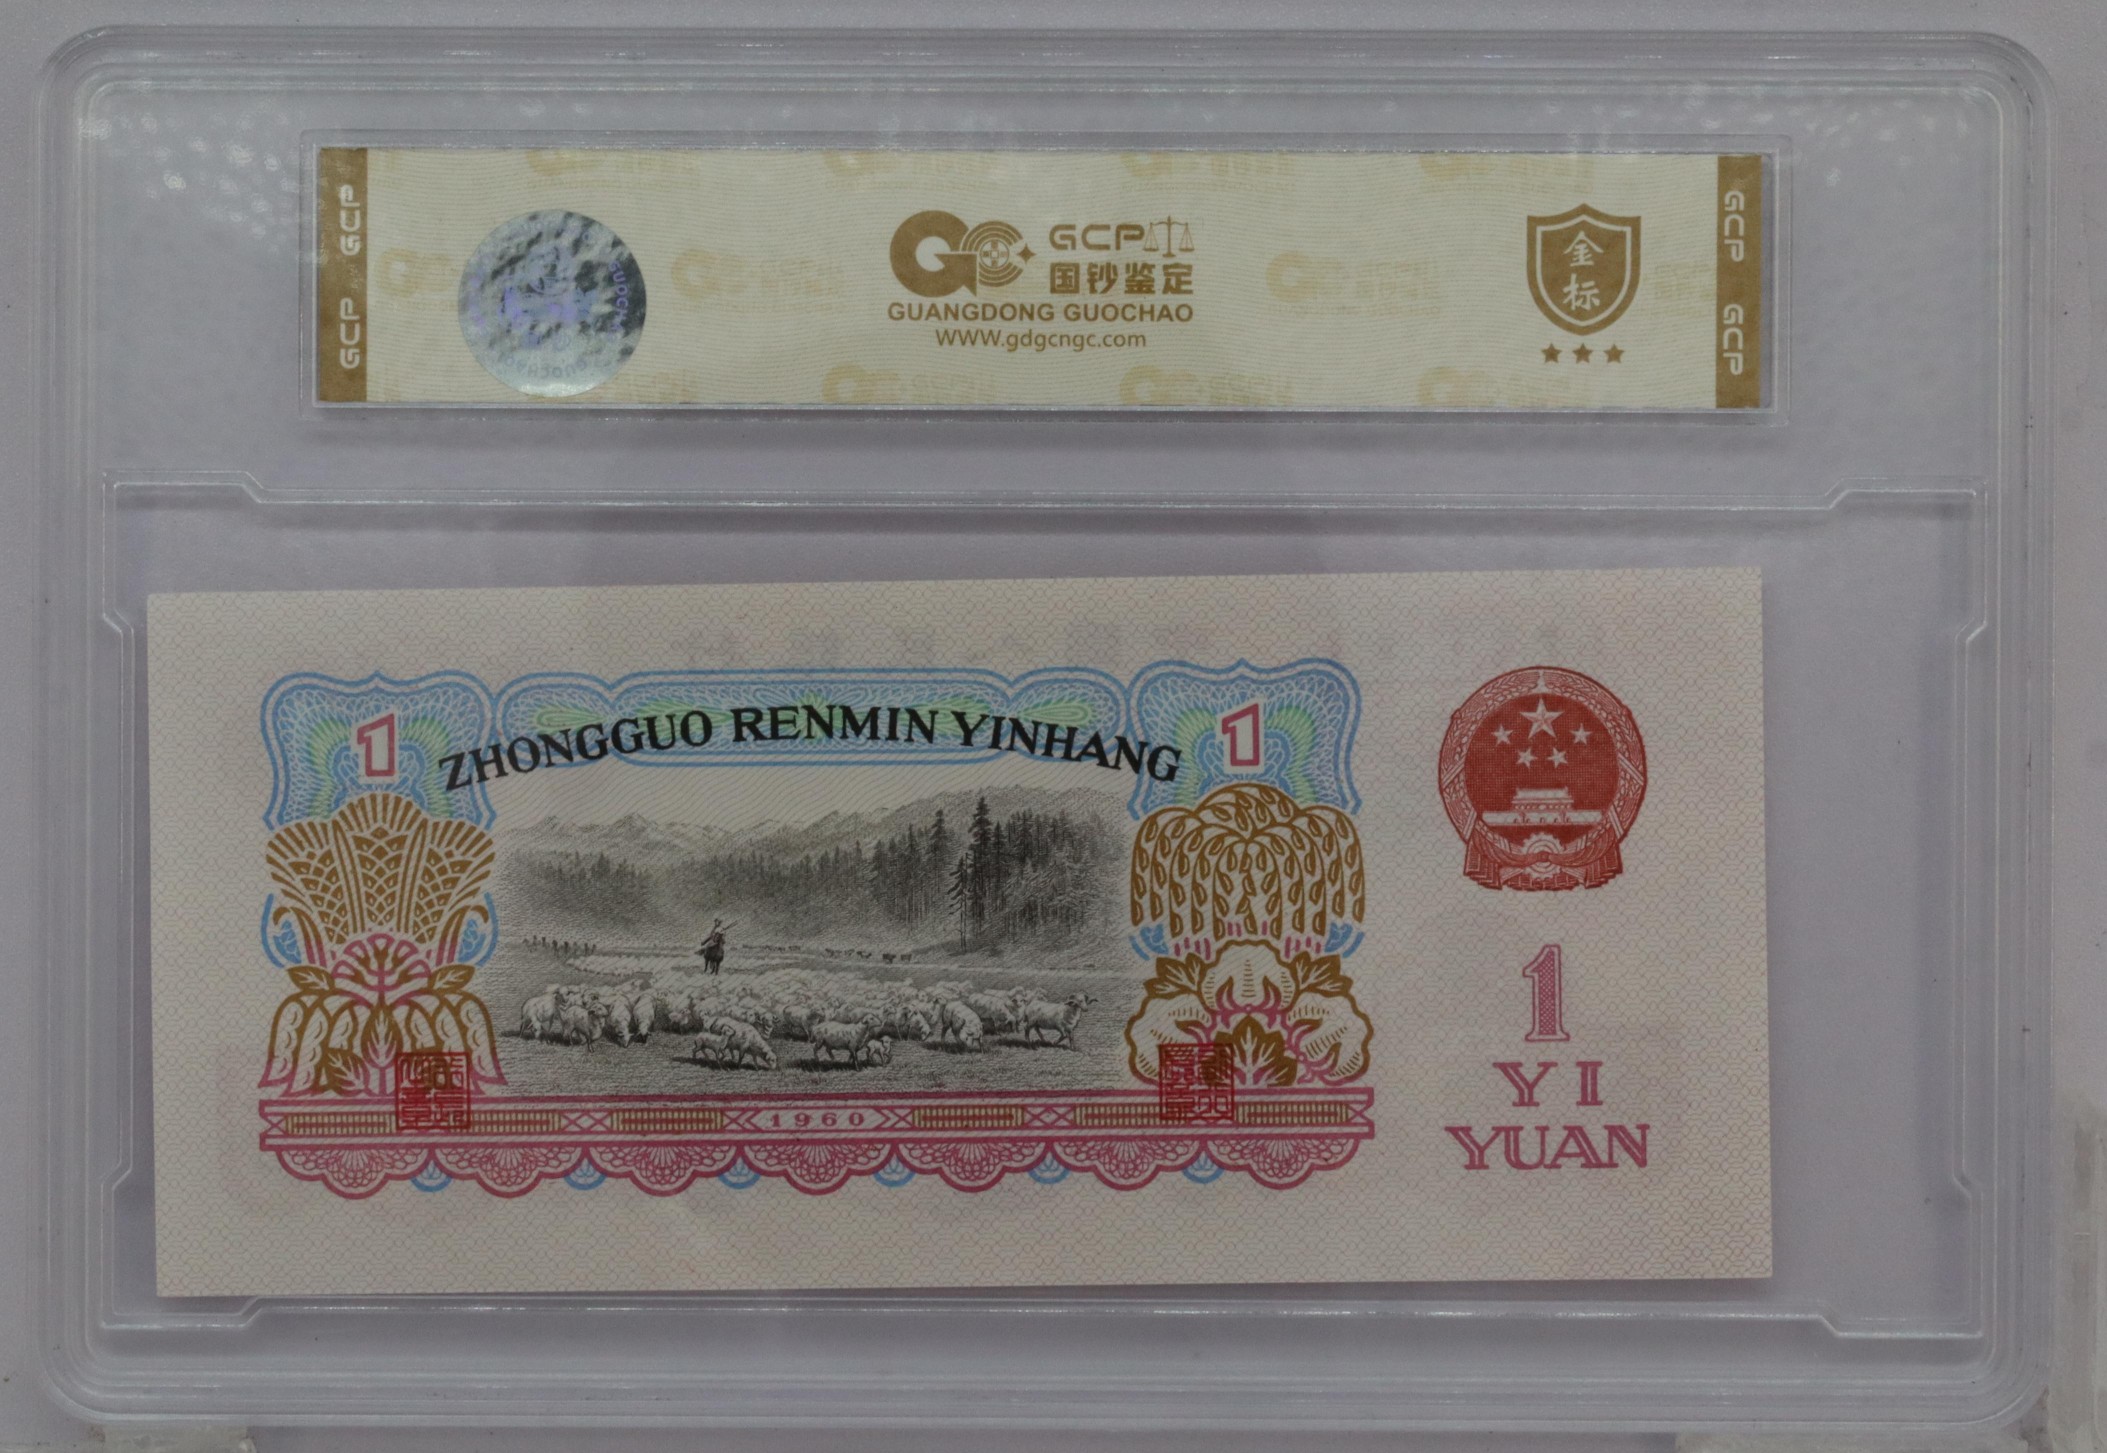 GCP GCP
GCP
国钞鉴定
GUANGDONG GUOCHAO
WWW.gdgcngc.com
金标
GCP GCP
1
ZHONGGUO RENMIN YINHANG
1
1960
1
YI
YUAN